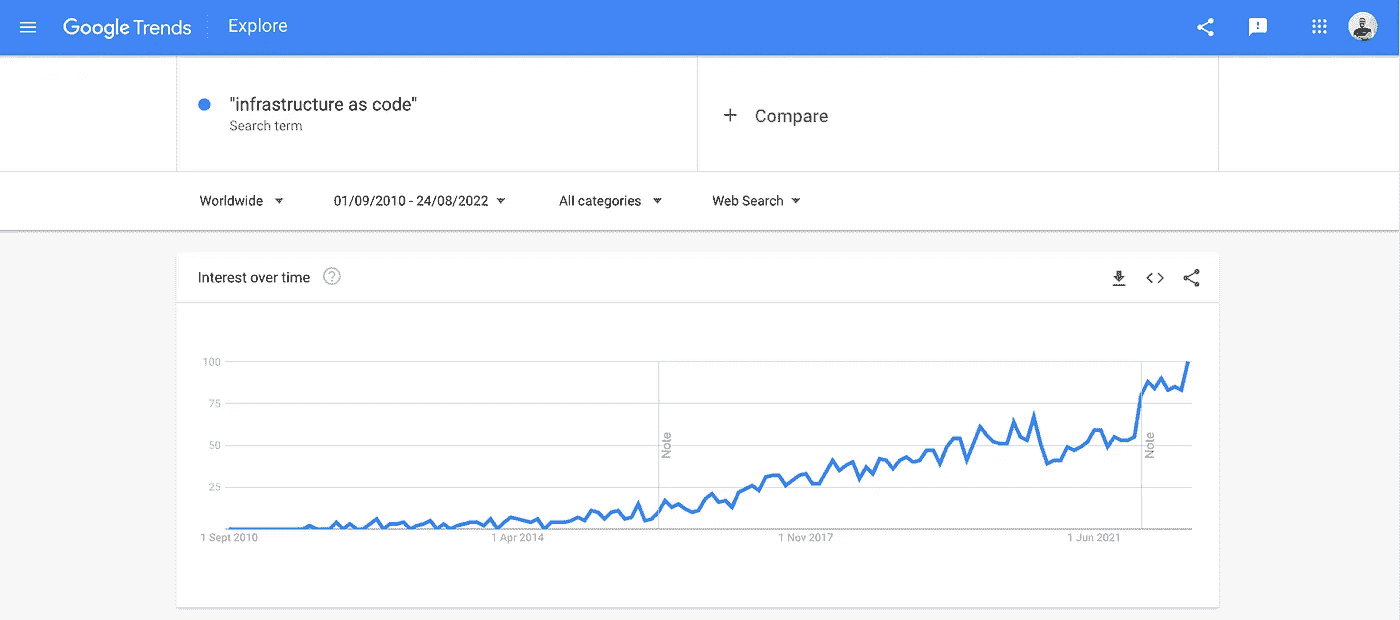 Google Trends Explore
"infrastructure as code"
Search term
+ Compare
Worldwide 01/09/2010 - 24/08/2022 All categories Web Search
Interest over time ?
100
75
50
25
Note
Note
1 Sept 2010 1 Apr 2014 1 Nov 2017 1 Jun 2021